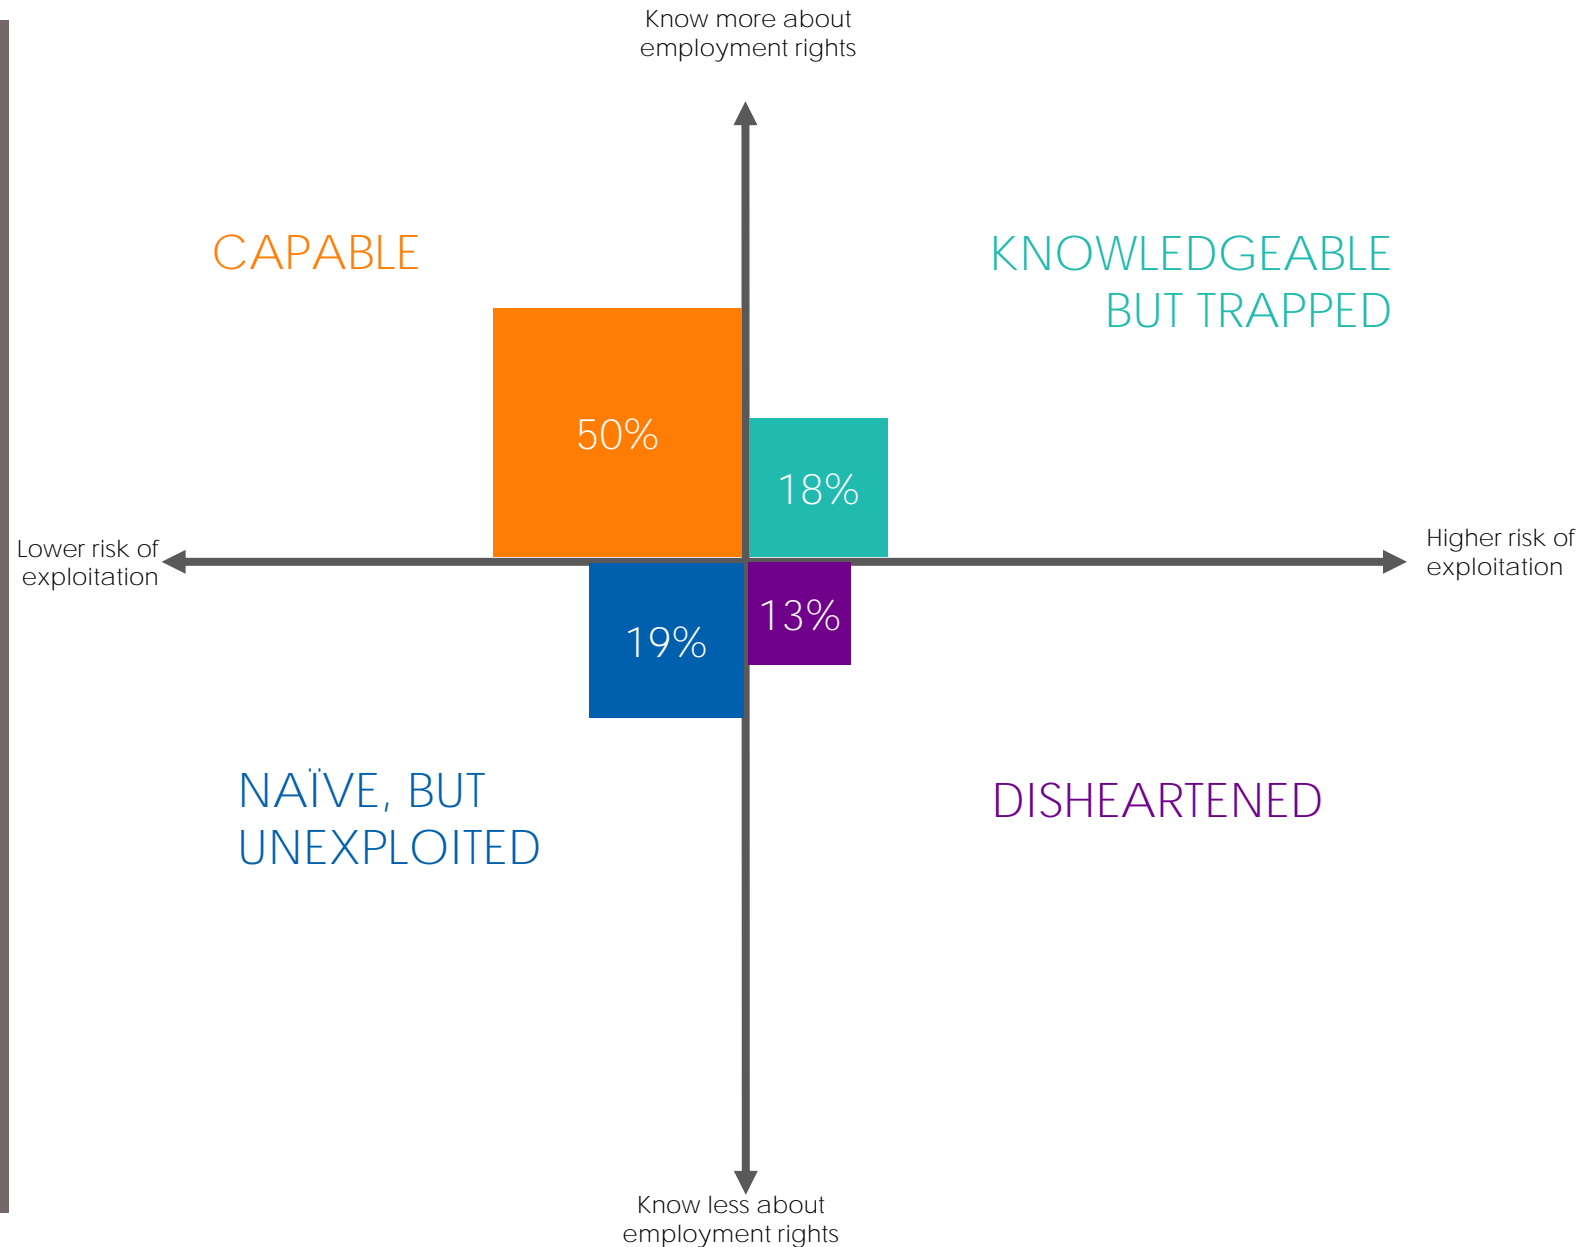 Know more about
employment rights
CAPABLE
KNOWLEDGEABLE
BUT TRAPPED
50%
18%
Lower risk of
exploitation
Higher risk of
exploitation
19%
13%
NAÏVE, BUT
UNEXPLOITED
DISHEARTENED
Know less about
employment rights